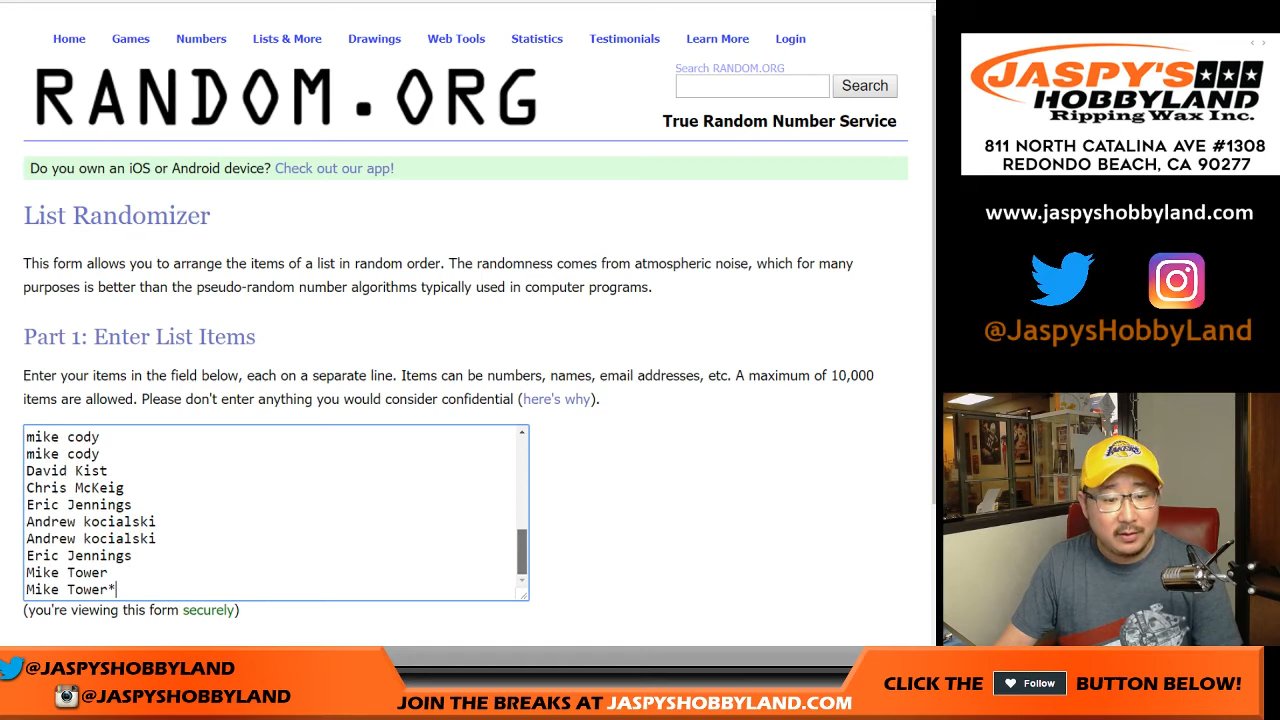 Home Games Numbers Lists & More Drawings Web Tools Statistics Testimonials Learn More Login
RANDOM.ORG
Search RANDOM.ORG
Search
True Random Number Service
Do you own an iOS or Android device? Check out our app!
List Randomizer
This form allows you to arrange the items of a list in random order. The randomness comes from atmospheric noise, which for many
purposes is better than the pseudo-random number algorithms typically used in computer programs.
Part 1: Enter List Items
Enter your items in the field below, each on a separate line. Items can be numbers, names, email addresses, etc. A maximum of 10,000
items are allowed. Please don't enter anything you would consider confidential (here's why).
mike cody
mike cody
David Kist
Chris McKeig
Eric Jennings
Andrew kocialski
Andrew kocialski
Eric Jennings
Mike Tower
Mike Tower*
(you're viewing this form securely)
JASPY'S
HOBBYLAND
Ripping Wax Inc.
811 NORTH CATALINA AVE #1308
REDONDO BEACH, CA 90277
www.jaspyshobbyland.com
@JaspysHobbyLand
LAKERS
@JASPYSHOBBYLAND
@JASPYSHOBBYLAND
JOIN THE BREAKS AT JASPYSHOBBYLAND.COM
CLICK THE Follow BUTTON BELOW!